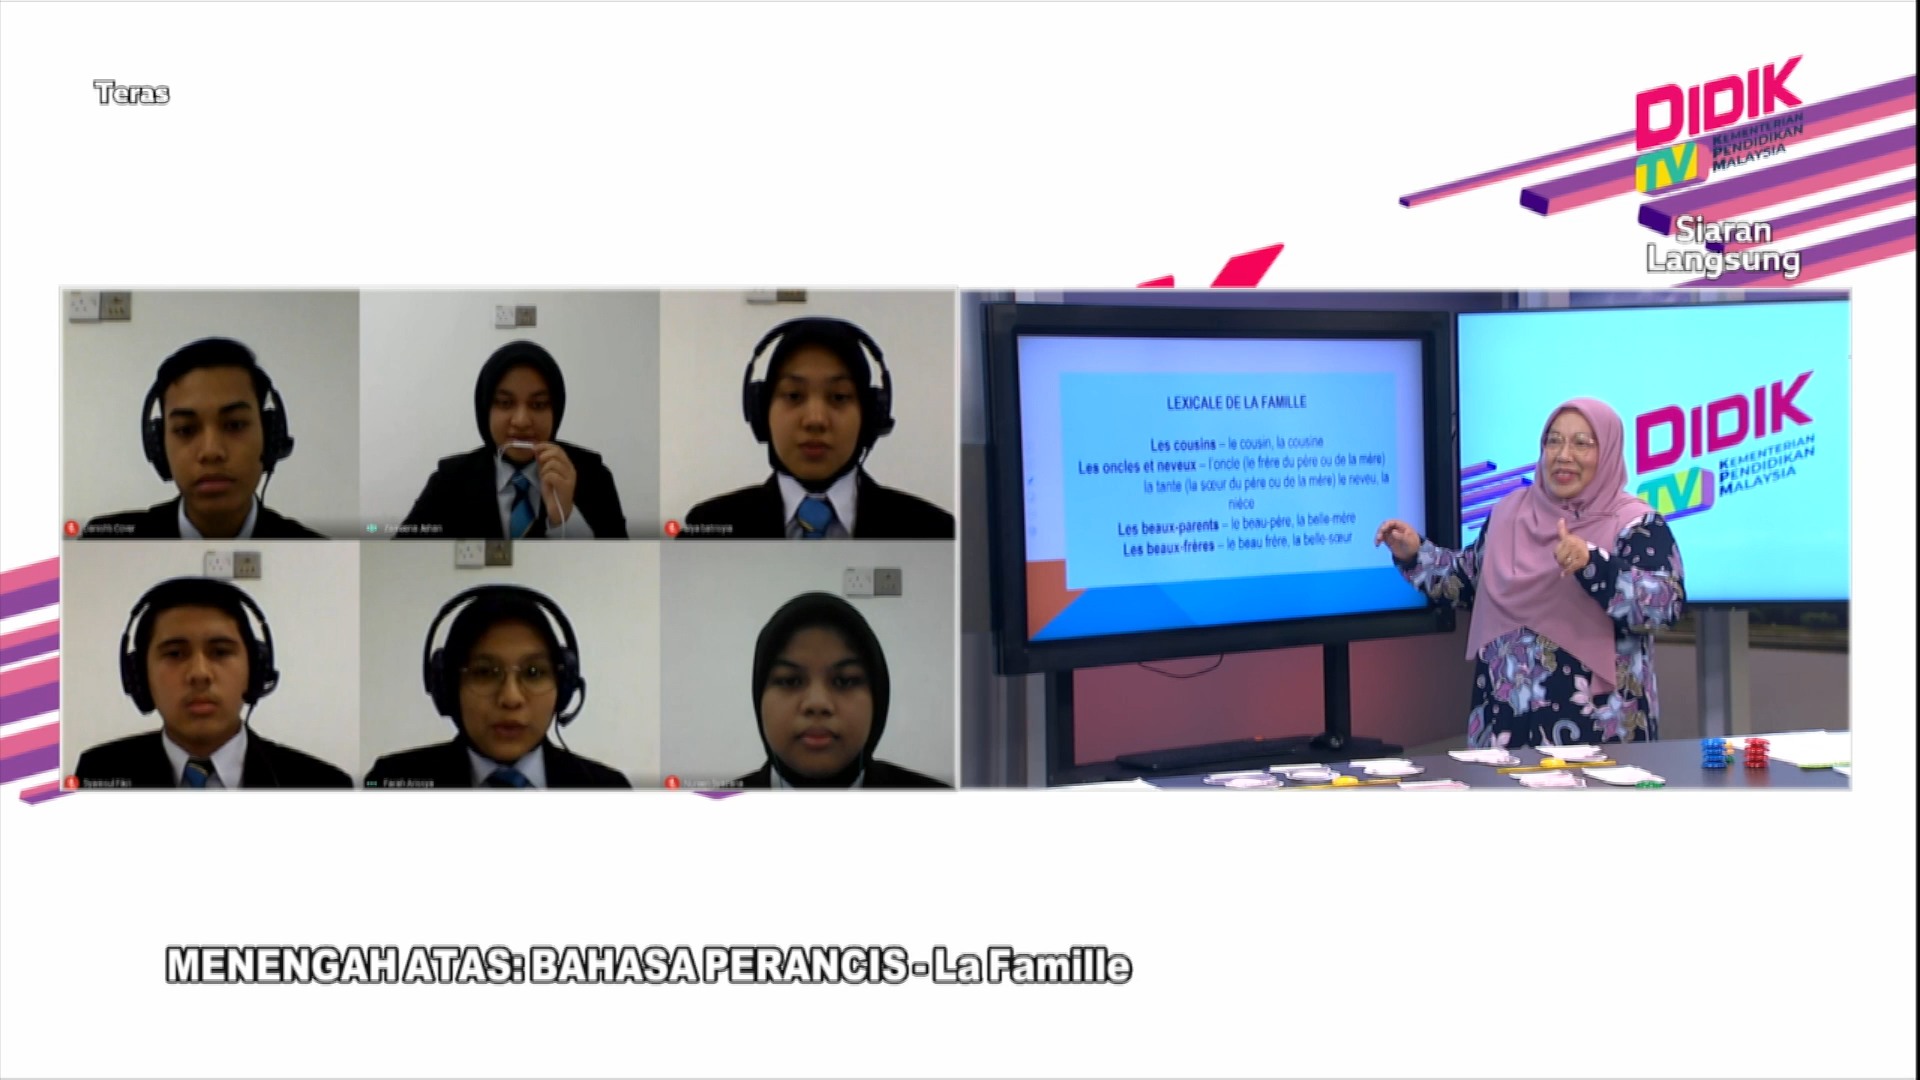 Teras
DIDIK
TV
KEMENTERIAN
PENDIDIKAN
MALAYSIA
Siaran
Langsung
LEXICALE DE LA FAMILLE
Les cousins – le cousin, la cousine
Les oncles et neveux – l'oncle (le frère du père ou de la mère)
la tante (la sœur du père ou de la mère) le neveu, la
nièce
Les beaux-parents – le beau-père, la belle-mère
Les beaux-frères – le beau frère, la belle-sœur
DIDIK
TV
KEMENTERIAN
PENDIDIKAN
MALAYSIA
Farah
MENENGAH ATAS: BAHASA PERANCIS - La Famille